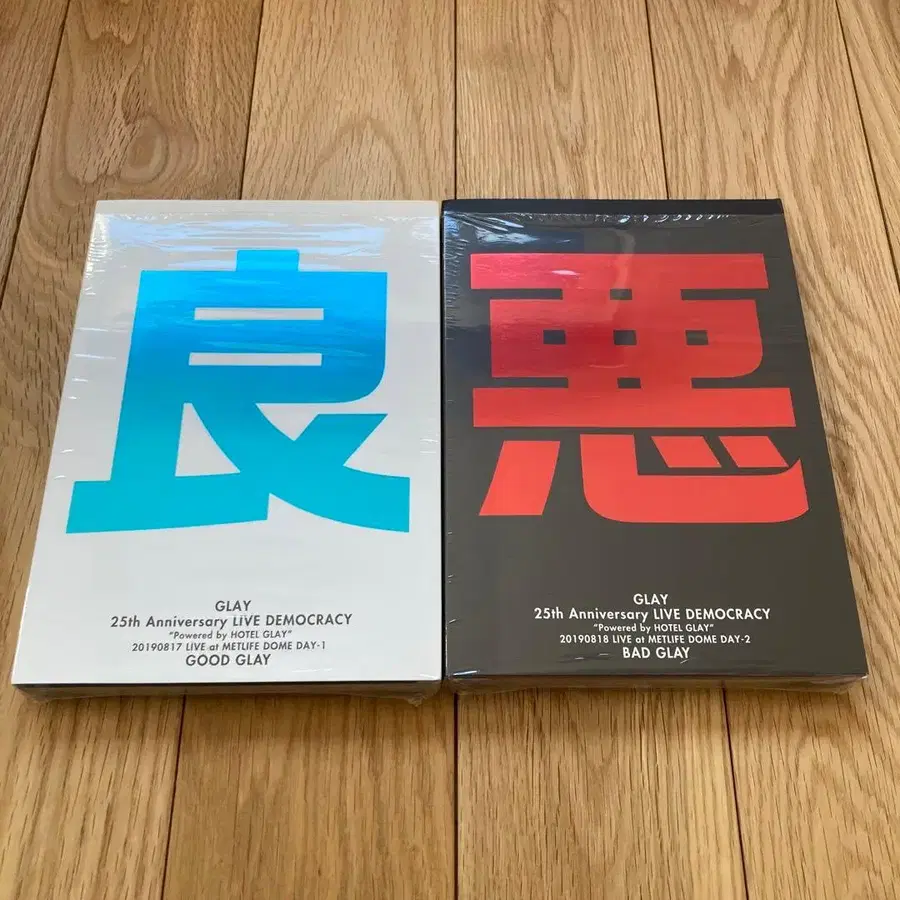 良
GLAY
25th Anniversary LIVE DEMOCRACY
"Powered by HOTEL GLAY"
20190817 LIVE at METLIFE DOME DAY-1
GOOD GLAY
悪
GLAY
25th Anniversary LIVE DEMOCRACY
"Powered by HOTEL GLAY"
20190818 LIVE at METLIFE DOME DAY-2
BAD GLAY